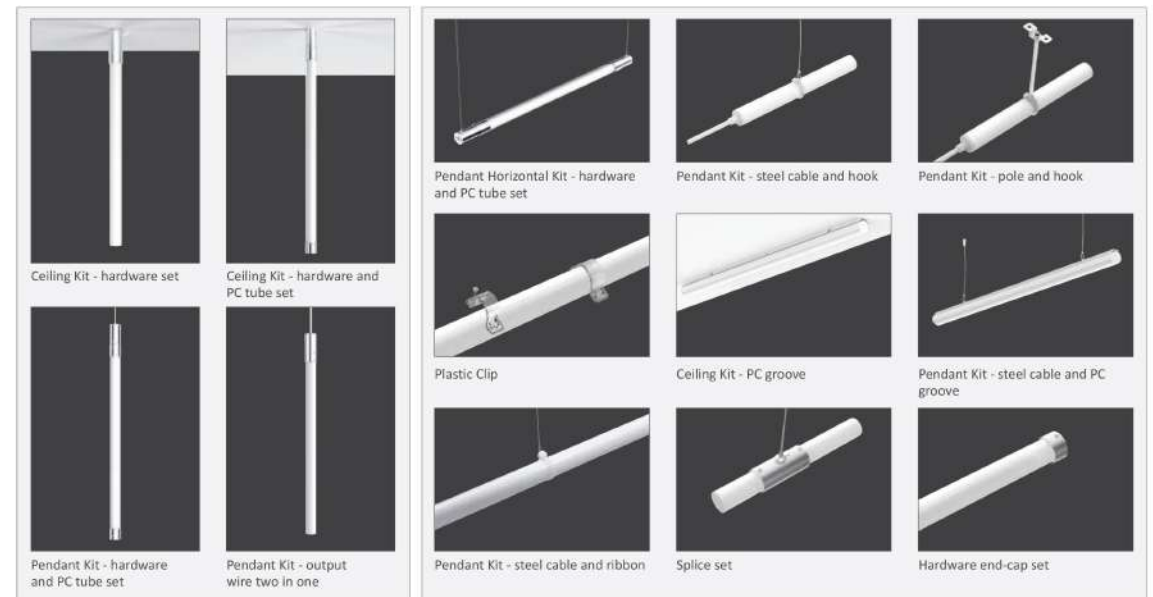 Ceiling Kit - hardware set
Ceiling Kit - hardware and
PC tube set
Pendant Kit - hardware
and PC tube set
Pendant Kit - output
wire two in one
Pendant Horizontal Kit - hardware
and PC tube set
Pendant Kit - steel cable and hook
Pendant Kit - pole and hook
Plastic Clip
Ceiling Kit - PC groove
Pendant Kit - steel cable and PC
groove
Pendant Kit - steel cable and ribbon
Splice set
Hardware end-cap set